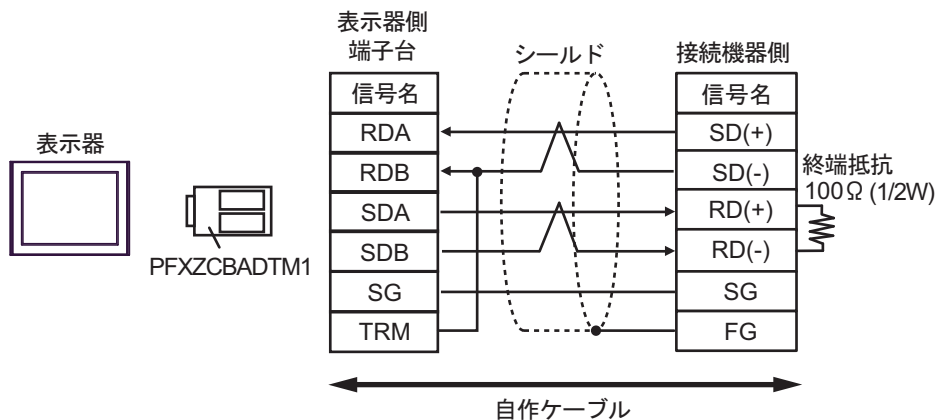 表示器側
端子台
シールド
接続機器側
信号名
信号名
RDA
SD(+)
表示器
RDB
SD(-)
終端抵抗
100Ω (1/2W)
SDA
RD(+)
SDB
RD(-)
PFXZCBADTM1
SG
SG
TRM
FG
自作ケーブル